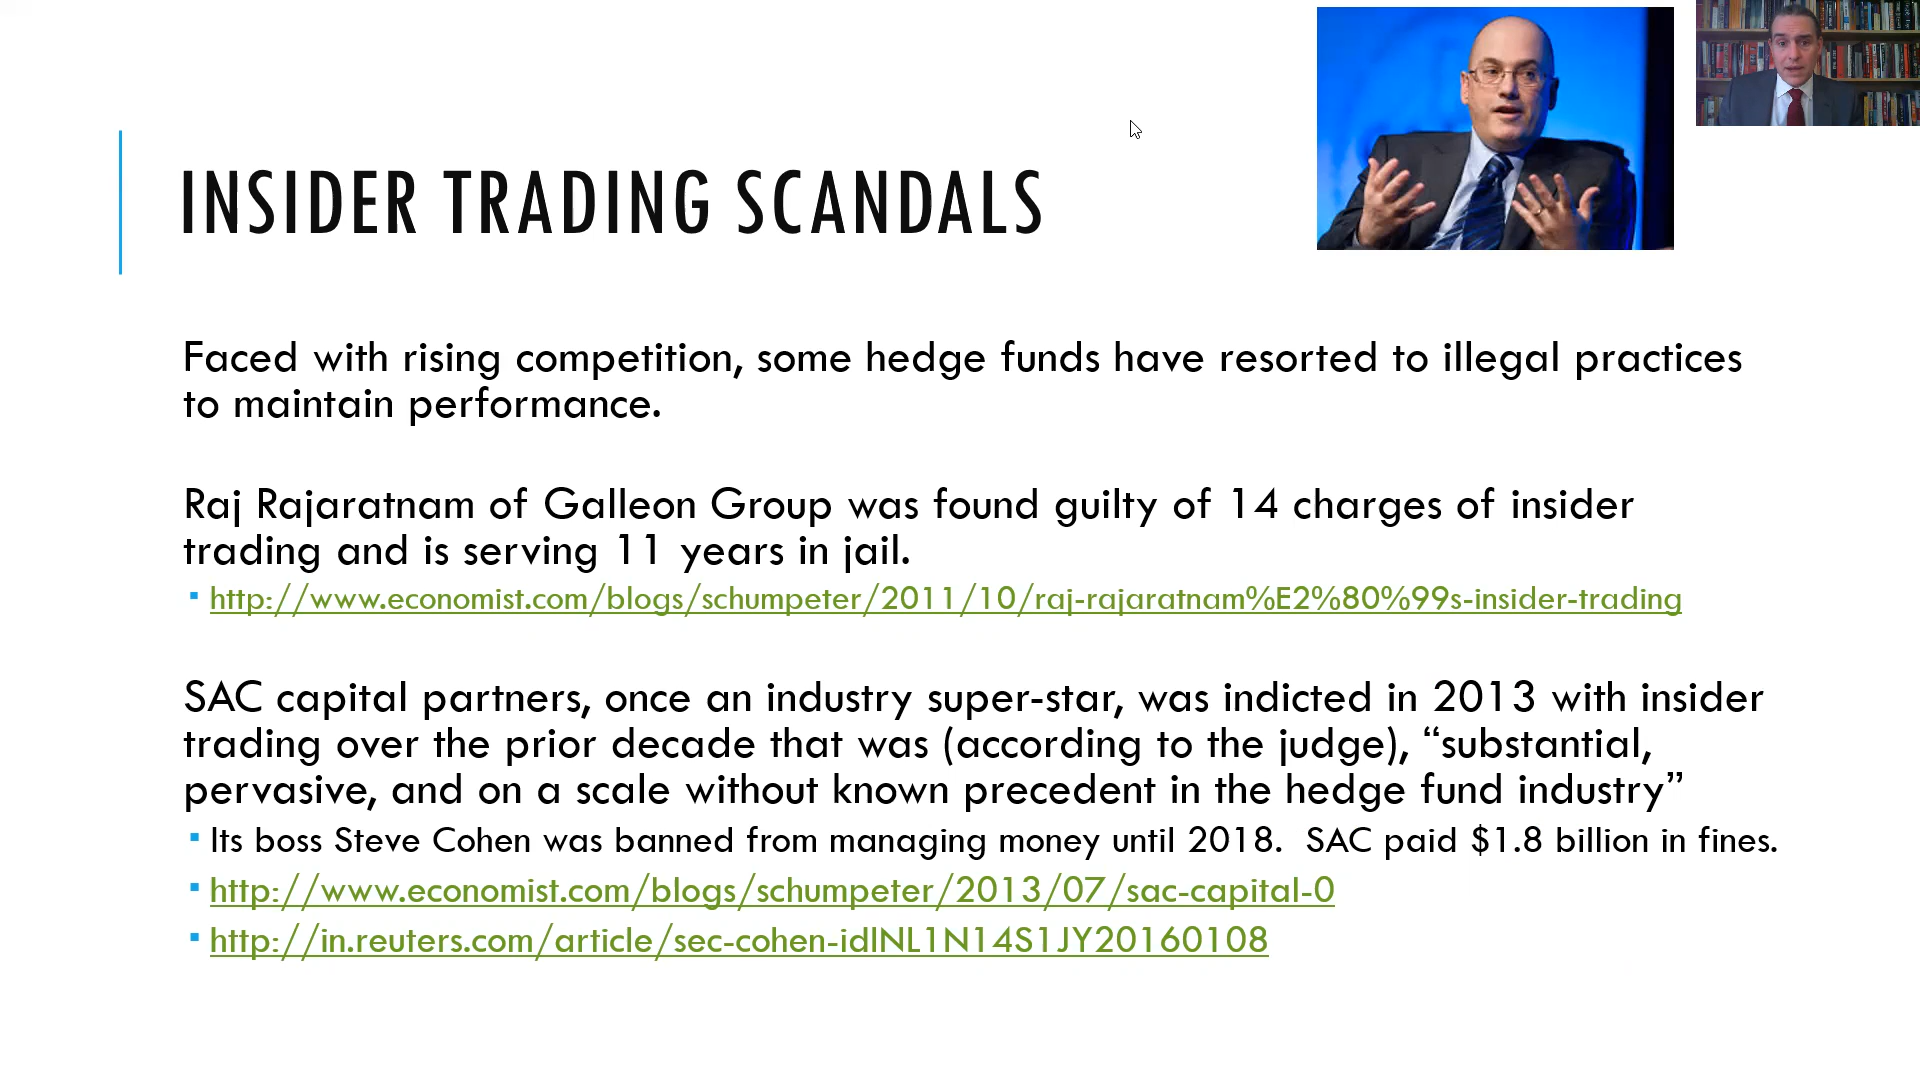 INSIDER TRADING SCANDALS
Faced with rising competition, some hedge funds have resorted to illegal practices
to maintain performance.
Raj Rajaratnam of Galleon Group was found guilty of 14 charges of insider
trading and is serving 11 years in jail.
▪ http://www.economist.com/blogs/schumpeter/2011/10/raj-rajaratnam%E2%80%99s-insider-trading
SAC capital partners, once an industry super-star, was indicted in 2013 with insider
trading over the prior decade that was (according to the judge), “substantial,
pervasive, and on a scale without known precedent in the hedge fund industry”
▪ Its boss Steve Cohen was banned from managing money until 2018.  SAC paid $1.8 billion in fines.
▪ http://www.economist.com/blogs/schumpeter/2013/07/sac-capital-0
▪ http://in.reuters.com/article/sec-cohen-idINL1N14S1JY20160108